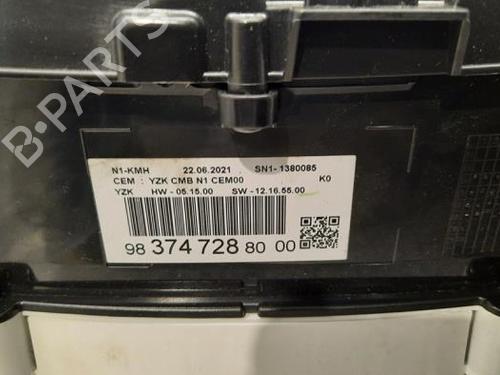 B-PARTS
N1-KMH 22.06.2021 SN1- 1380085
CEM : YZK CMB N1 CEM00 K0
YZK HW - 05.15.00 SW - 12.16.55.00
98 374 728 80 00